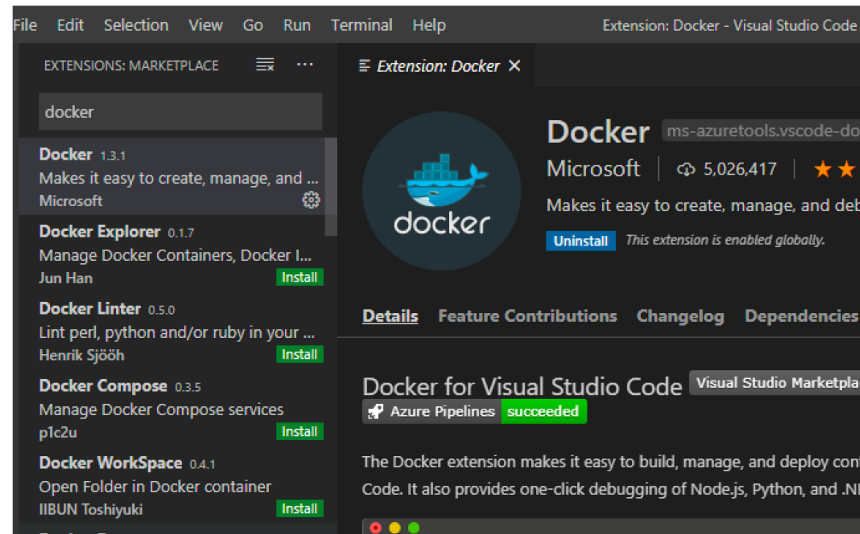 File Edit Selection View Go Run Terminal Help Extension: Docker - Visual Studio Code
EXTENSIONS: MARKETPLACE
docker
Docker 1.3.1
Makes it easy to create, manage, and ...
Microsoft
Docker Explorer 0.1.7
Manage Docker Containers, Docker I...
Jun Han Install
Docker Linter 0.5.0
Lint perl, python and/or ruby in your ...
Henrik Sjööh Install
Docker Compose 0.3.5
Manage Docker Compose services
p1c2u Install
Docker WorkSpace 0.4.1
Open Folder in Docker container
IIBUN Toshiyuki Install
Extension: Docker
docker
Docker ms-azuretools.vscode-do
Microsoft 5,026,417
Makes it easy to create, manage, and deb
Uninstall This extension is enabled globally.
Details Feature Contributions Changelog Dependencies
Docker for Visual Studio Code Visual Studio Marketpla
Azure Pipelines succeeded
The Docker extension makes it easy to build, manage, and deploy con
Code. It also provides one-click debugging of Node.js, Python, and .NE